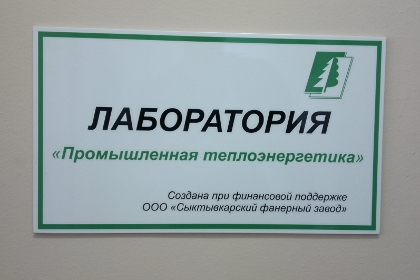 ЛАБОРАТОРИЯ
«Промышленная теплоэнергетика»
Создана при финансовой поддержке
ООО «Сыктывкарский фанерный завод»